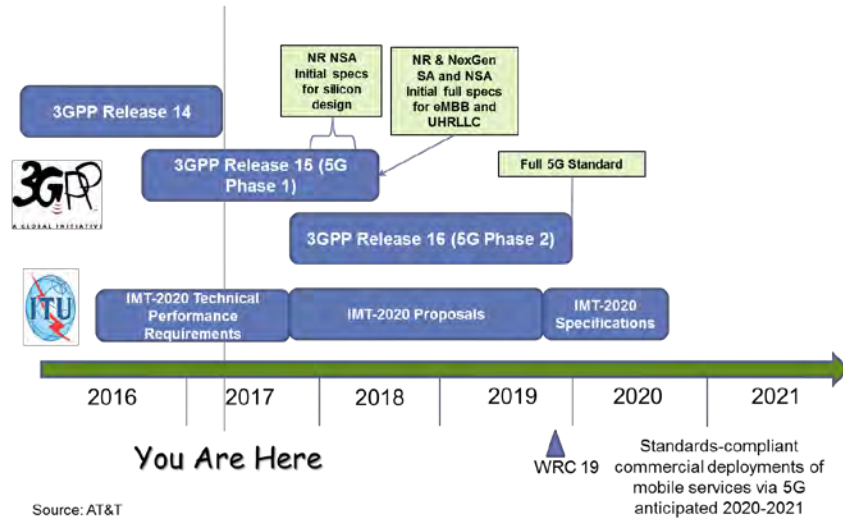 NR NSA
Initial specs
for silicon
design
NR & NexGen
SA and NSA
Initial full specs
for eMBB and
UHRLLC
3GPP Release 14
3GPP Release 15 (5G
Phase 1)
Full 5G Standard
3GPP
A GLOBAL INITIATIVE
3GPP Release 16 (5G Phase 2)
ITU
IMT-2020 Technical
Performance
Requirements
IMT-2020 Proposals
IMT-2020
Specifications
2016
2017
2018
2019
2020
2021
You Are Here
WRC 19
Standards-compliant
commercial deployments of
mobile services via 5G
anticipated 2020-2021
Source: AT&T